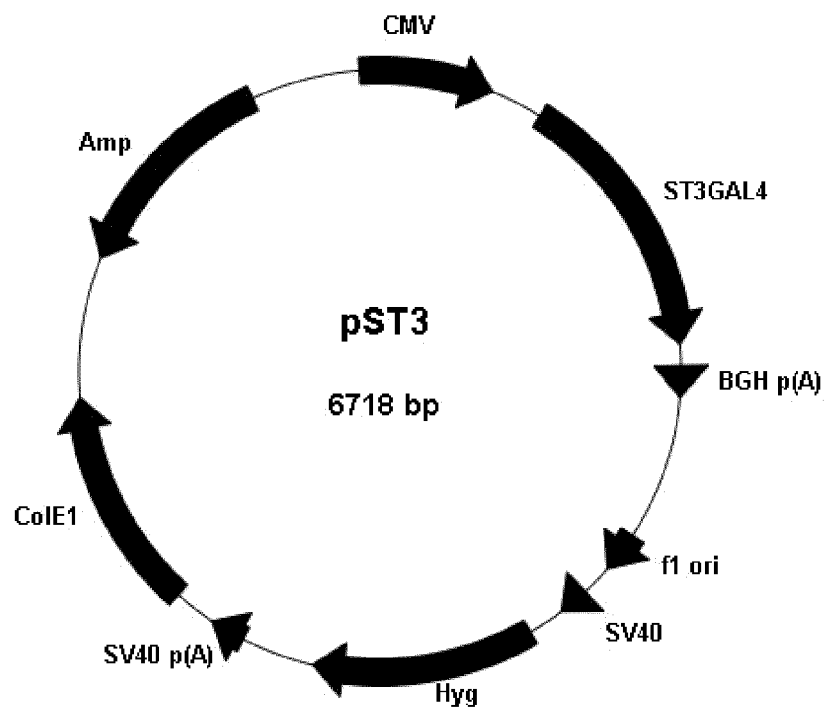 CMV
Amp
ST3GAL4
pST3
6718 bp
BGH p(A)
ColE1
f1 ori
SV40
SV40 p(A)
Hyg